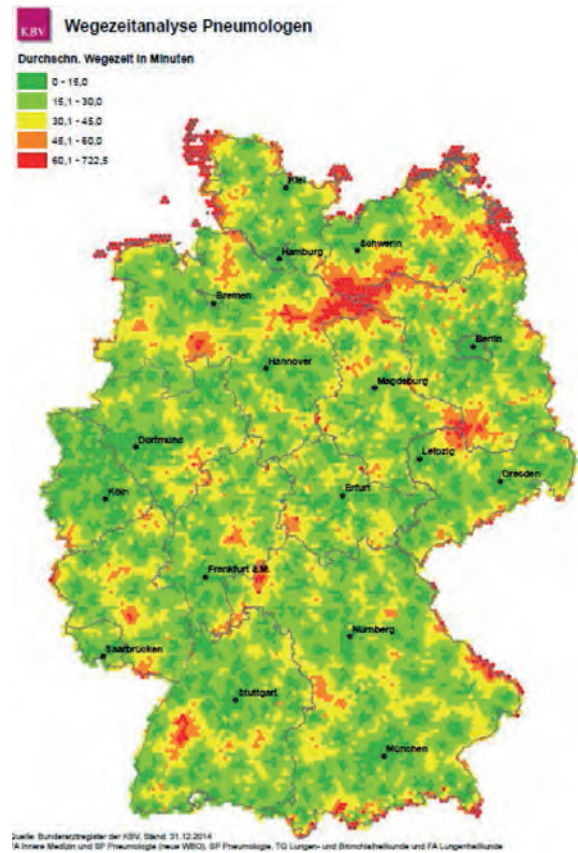 KBV
Wegezeitanalyse Pneumologen
Durchschn. Wegezeit in Minuten
0 - 15,0
15,1 - 30,0
30,1 - 45,0
45,1 - 60,0
60,1 - 722,5
Kiel
Hamburg
Schwerin
Bremen
Berlin
Hannover
Magdeburg
Dortmund
Leipzig
Dresden
Köln
Erfurt
Frankfurt a.M.
Nürnberg
Saarbrücken
Stuttgart
München
Quelle: Bundesarztregister der KBV, Stand: 31.12.2014
FA Innere Medizin und SP Pneumologie (neue WBO), SP Pneumologie, TG Lungen- und Bronchialheilkunde und FA Lungenheilkunde